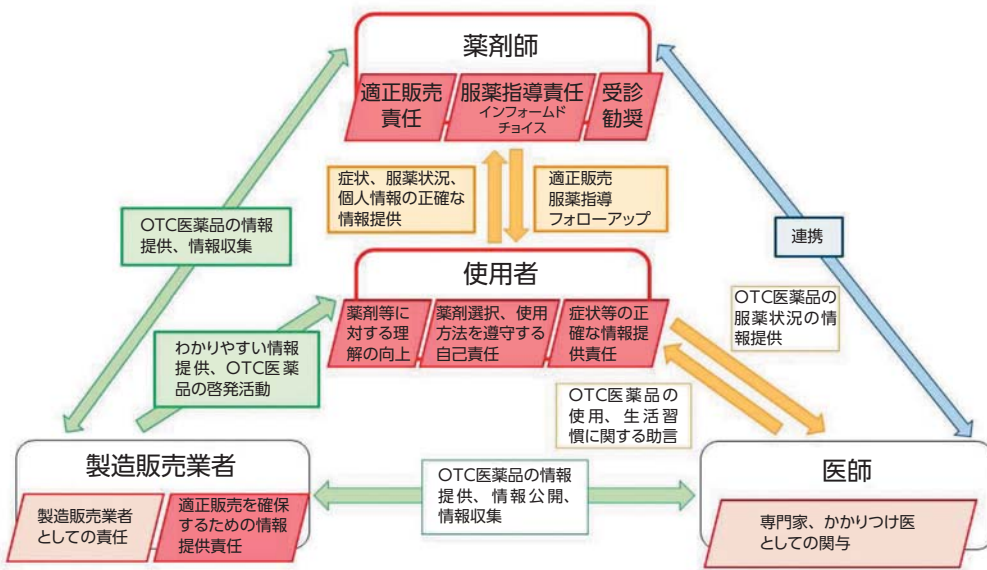 薬剤師
適正販売
責任
服薬指導責任
インフォームド
チョイス
受診
勧奨
症状、服薬状況、
個人情報の正確な
情報提供
適正販売
服薬指導
フォローアップ
OTC医薬品の情報
提供、情報収集
連携
使用者
薬剤等に
対する理
解の向上
薬剤選択、使用
方法を遵守する
自己責任
症状等の正
確な情報提
供責任
OTC医薬品の
服薬状況の情
報提供
わかりやすい情報
提供、OTC医薬
品の啓発活動
OTC医薬品の
使用、生活習
慣に関する助言
製造販売業者
製造販売業者
としての責任
適正販売を確保
するための情報
提供責任
OTC医薬品の情報
提供、情報公開、
情報収集
医師
専門家、かかりつけ医
としての関与